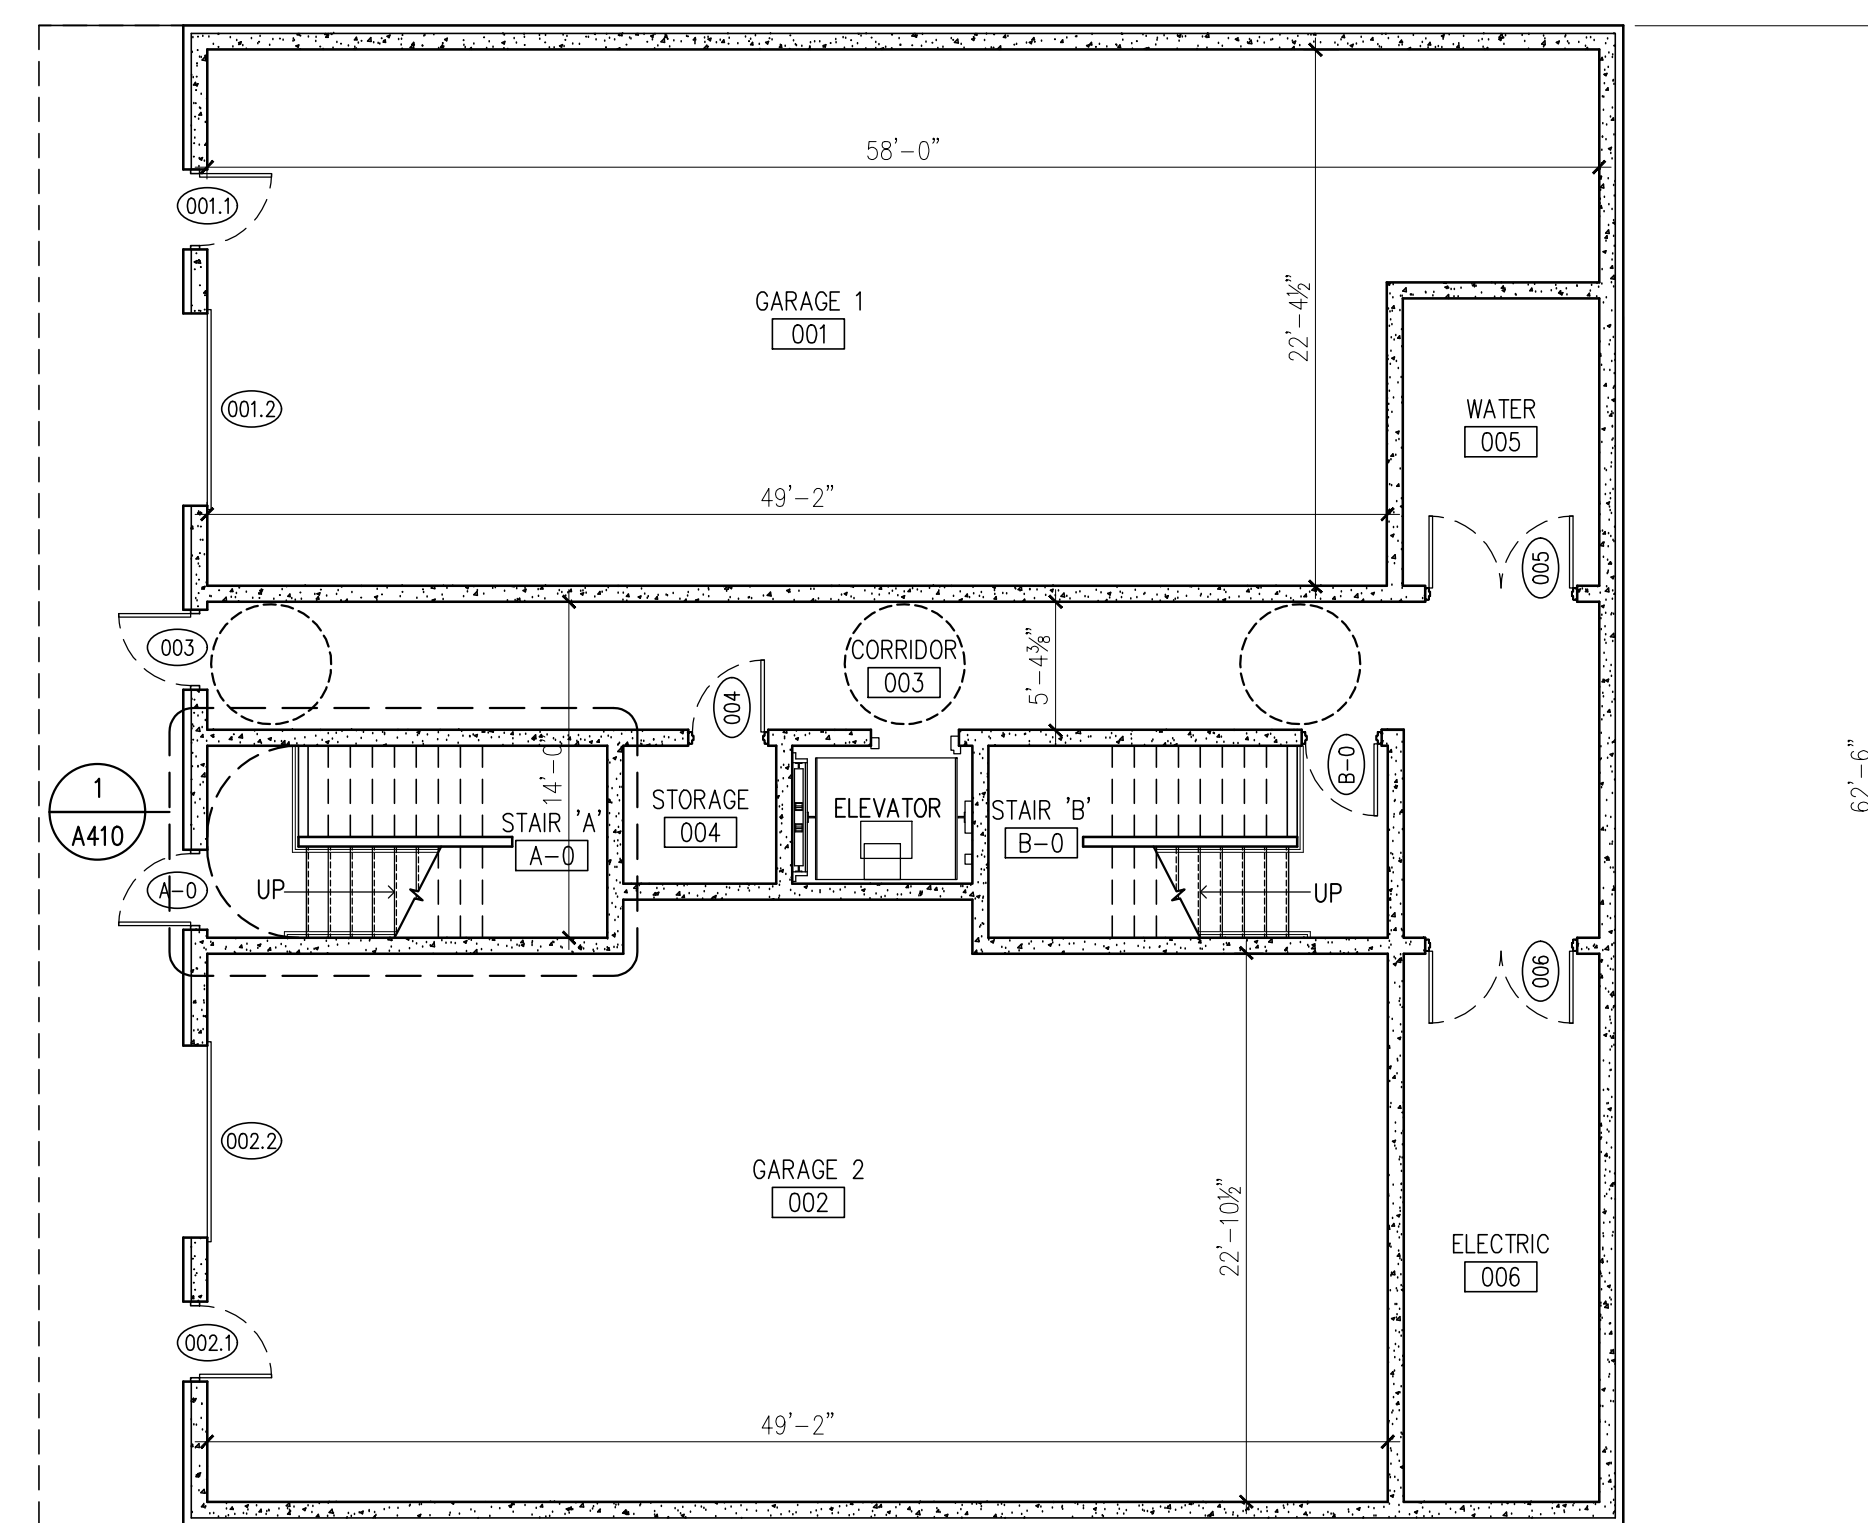 58'-0"
001.1
GARAGE 1
001
22'-4½"
001.2
WATER
005
49'-2"
005
003
CORRIDOR
003
5'-4⅜"
004
1
A410
14'-0"
B-0
62'-6"
STORAGE
004
ELEVATOR
STAIR 'A'
A-0
STAIR 'B'
B-0
A-0
UP
UP
006
002.2
GARAGE 2
002
22'-10½"
ELECTRIC
006
002.1
49'-2"